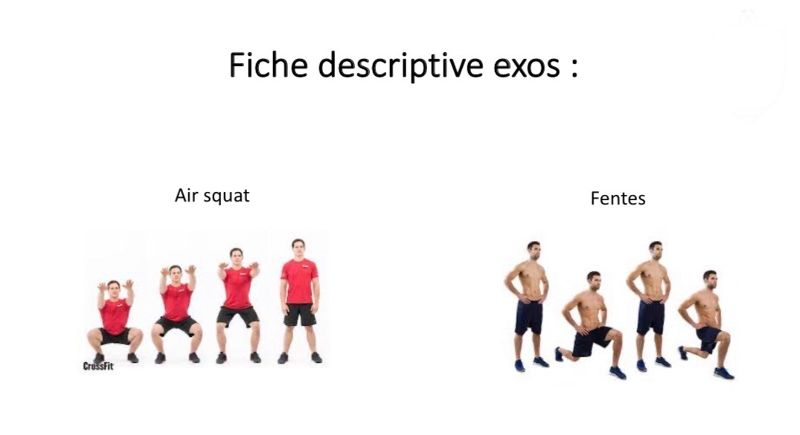 Fiche descriptive exos :
Air squat
Fentes
CrossFit